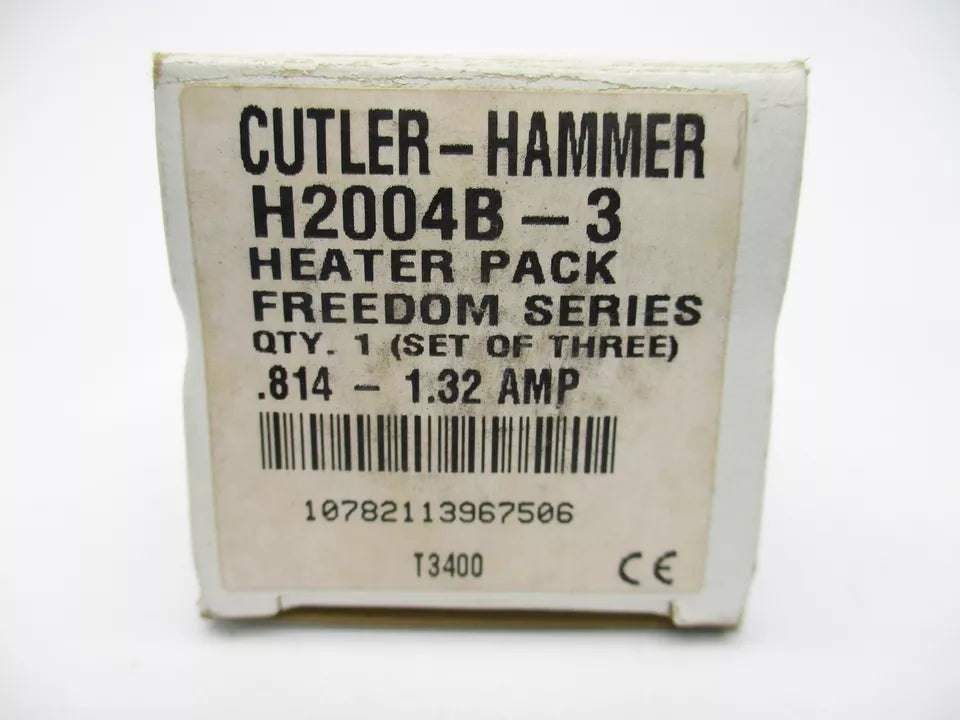 CUTLER-HAMMER
H2004B-3
HEATER PACK
FREEDOM SERIES
QTY. 1 (SET OF THREE)
.814 - 1.32 AMP
10782113967506
T3400 CE